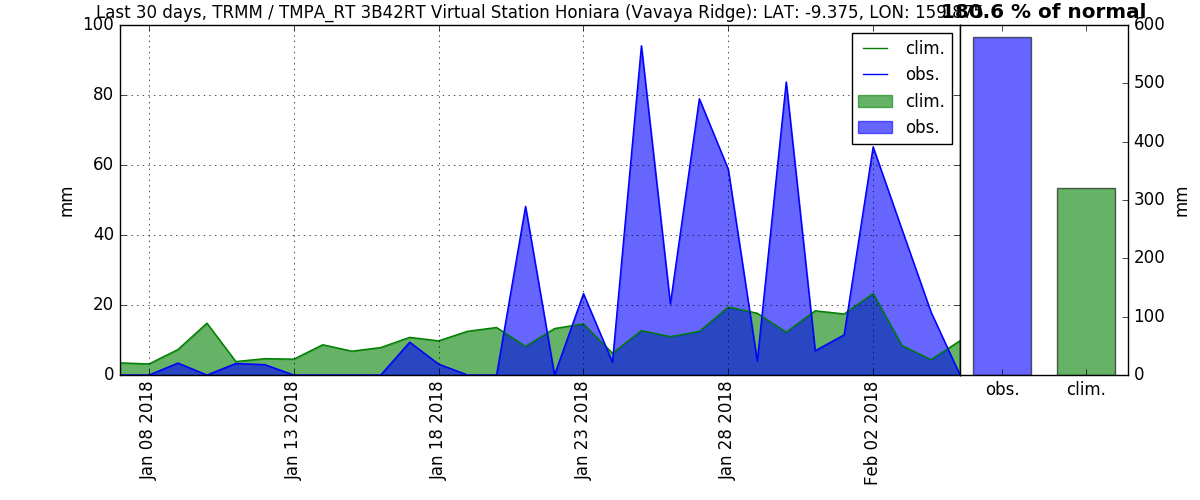 Last 30 days, TRMM / TMPA_RT 3B42RT Virtual Station Honiara (Vavaya Ridge): LAT: -9.375, LON:
180.6 % of normal
100
80
60
40
20
0
mm
clim.
obs.
clim.
obs.
Jan 08 2018
Jan 13 2018
Jan 18 2018
Jan 23 2018
Jan 28 2018
Feb 02 2018
600
500
400
300
200
100
0
mm
obs.
clim.